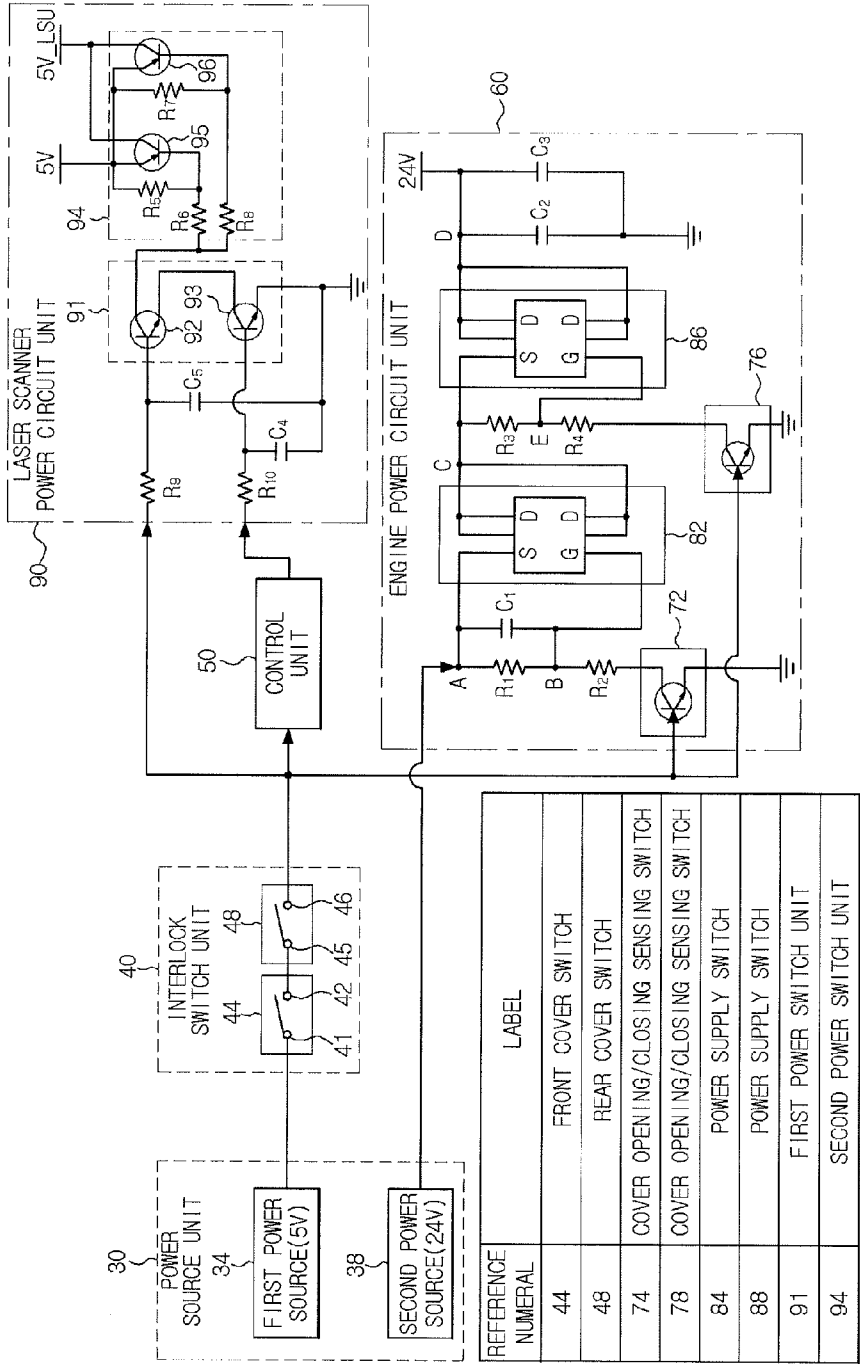 30
POWER
SOURCE UNIT
34
FIRST POWER
SOURCE(5V)
38
SECOND POWER
SOURCE(24V)
40
INTERLOCK
SWITCH UNIT
44
48
41
42
45
46
50
CONTROL
UNIT
90
LASER SCANNER
POWER CIRCUIT UNIT
R9
R10
C5
C4
91
92
93
94
5V
5V_LSU
R5
R6
R7
R8
95
96
60
ENGINE POWER CIRCUIT UNIT
A
R1
C1
B
R2
72
S
D
G
D
82
C
R3
E
R4
76
S
D
G
D
86
D
24V
C2
C3
REFERENCE
NUMERAL
LABEL
44
FRONT COVER SWITCH
48
REAR COVER SWITCH
74
COVER OPENING/CLOSING SENSING SWITCH
78
COVER OPENING/CLOSING SENSING SWITCH
84
POWER SUPPLY SWITCH
88
POWER SUPPLY SWITCH
91
FIRST POWER SWITCH UNIT
94
SECOND POWER SWITCH UNIT